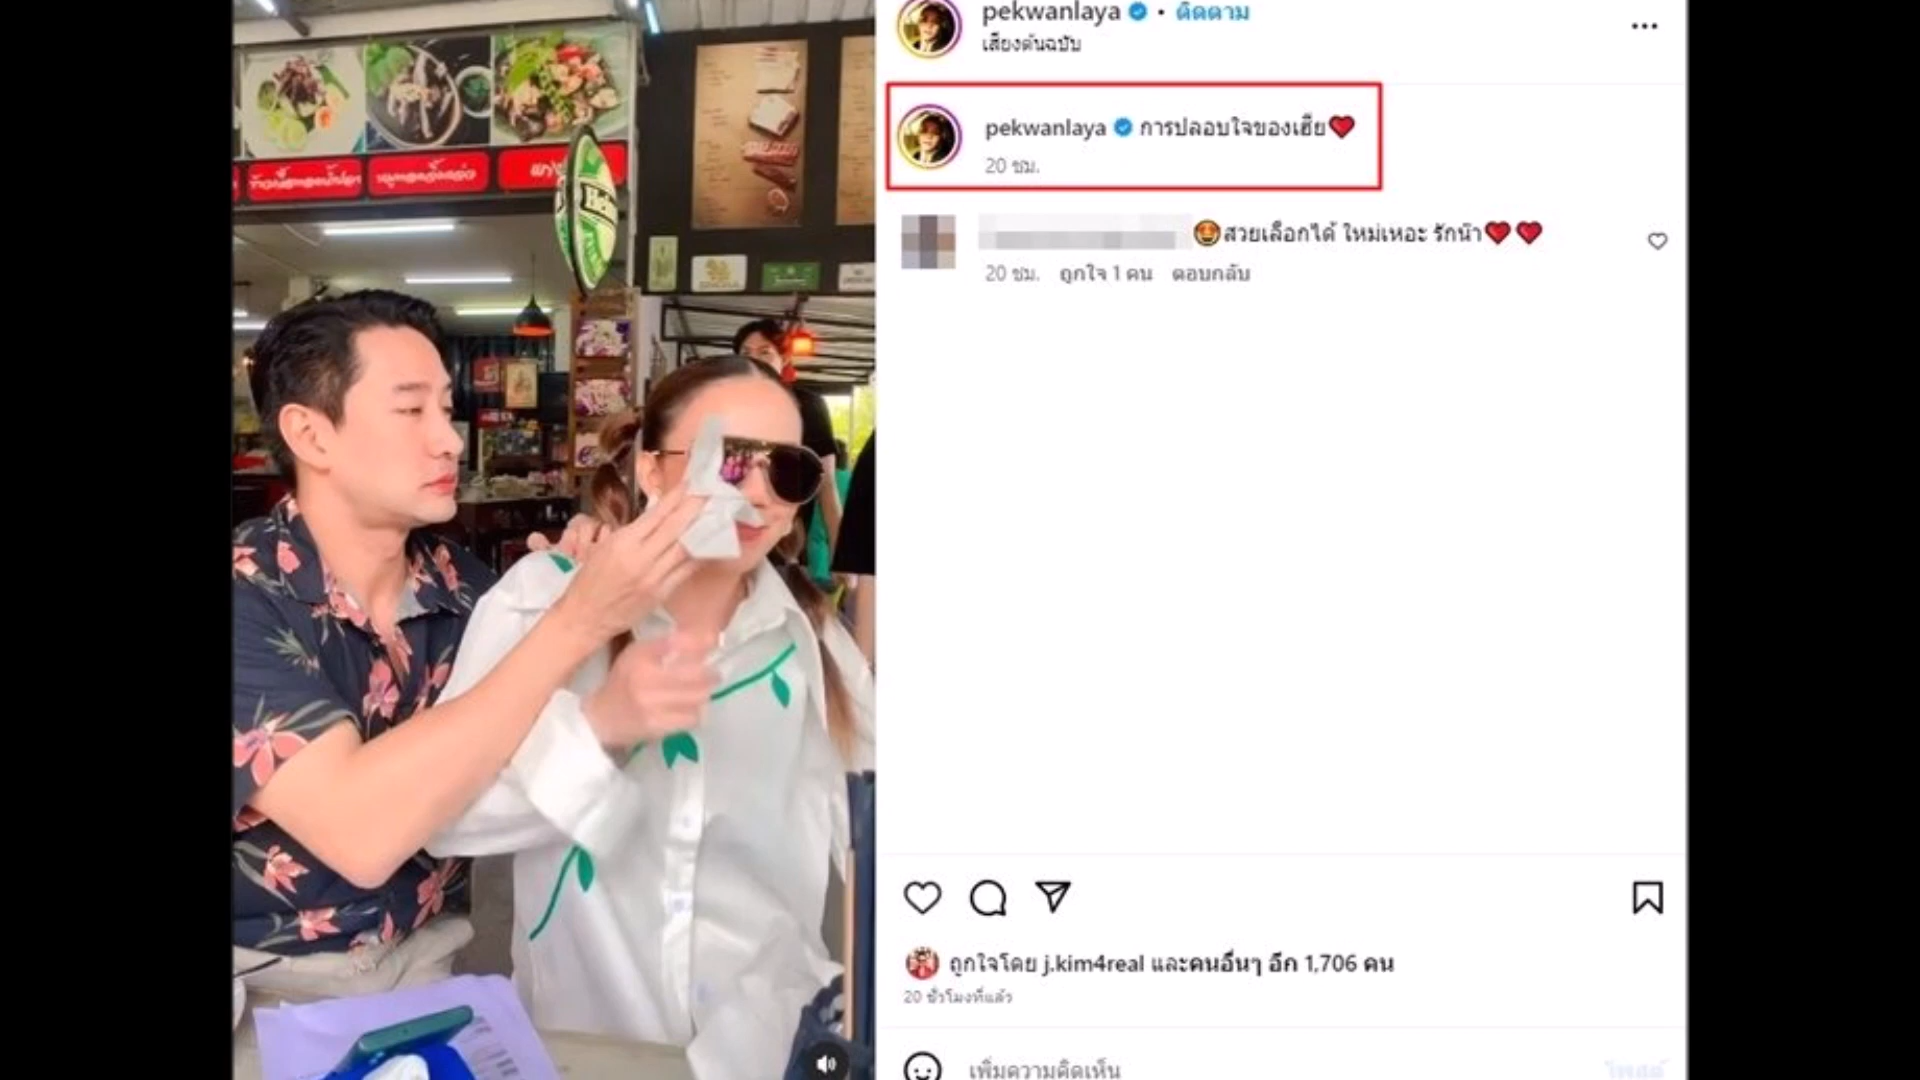 pekwanlaya • ติดตาม
เสียงต้นฉบับ
pekwanlaya การปลอบใจของเฮีย❤️
20 ชม.
🤩สวยเลือกได้ ใหม่เหอะ รักน้า❤️❤️
20 ชม. ถูกใจ 1 คน ตอบกลับ
ถูกใจโดย j.kim4real และคนอื่นๆ อีก 1,706 คน
20 ชั่วโมงที่แล้ว
เพิ่มความคิดเห็น
โพสต์